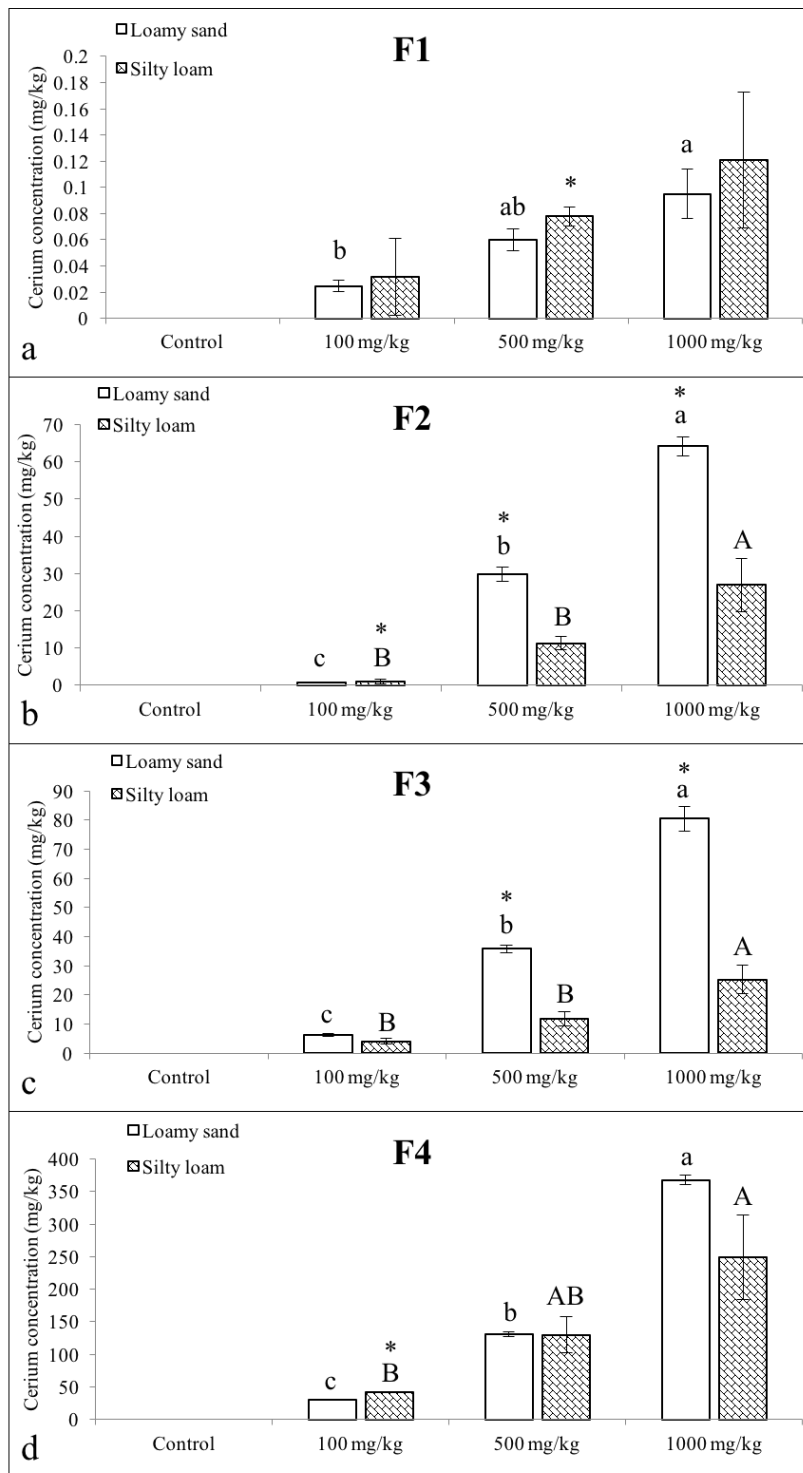 Loamy sand
Silty loam
F1
Cerium concentration (mg/kg)
0.2
0.18
0.16
0.14
0.12
0.1
0.08
0.06
0.04
0.02
0
b
ab
*
a
Control
100 mg/kg
500 mg/kg
1000 mg/kg
a
Loamy sand
Silty loam
F2
Cerium concentration (mg/kg)
70
60
50
40
30
20
10
0
c
*
B
*
b
B
*
a
A
Control
100 mg/kg
500 mg/kg
1000 mg/kg
b
Loamy sand
Silty loam
F3
Cerium concentration (mg/kg)
90
80
70
60
50
40
30
20
10
0
c
B
*
b
B
*
a
A
Control
100 mg/kg
500 mg/kg
1000 mg/kg
c
Loamy sand
Silty loam
F4
Cerium concentration (mg/kg)
400
350
300
250
200
150
100
50
0
c
*
B
b
AB
a
A
Control
100 mg/kg
500 mg/kg
1000 mg/kg
d